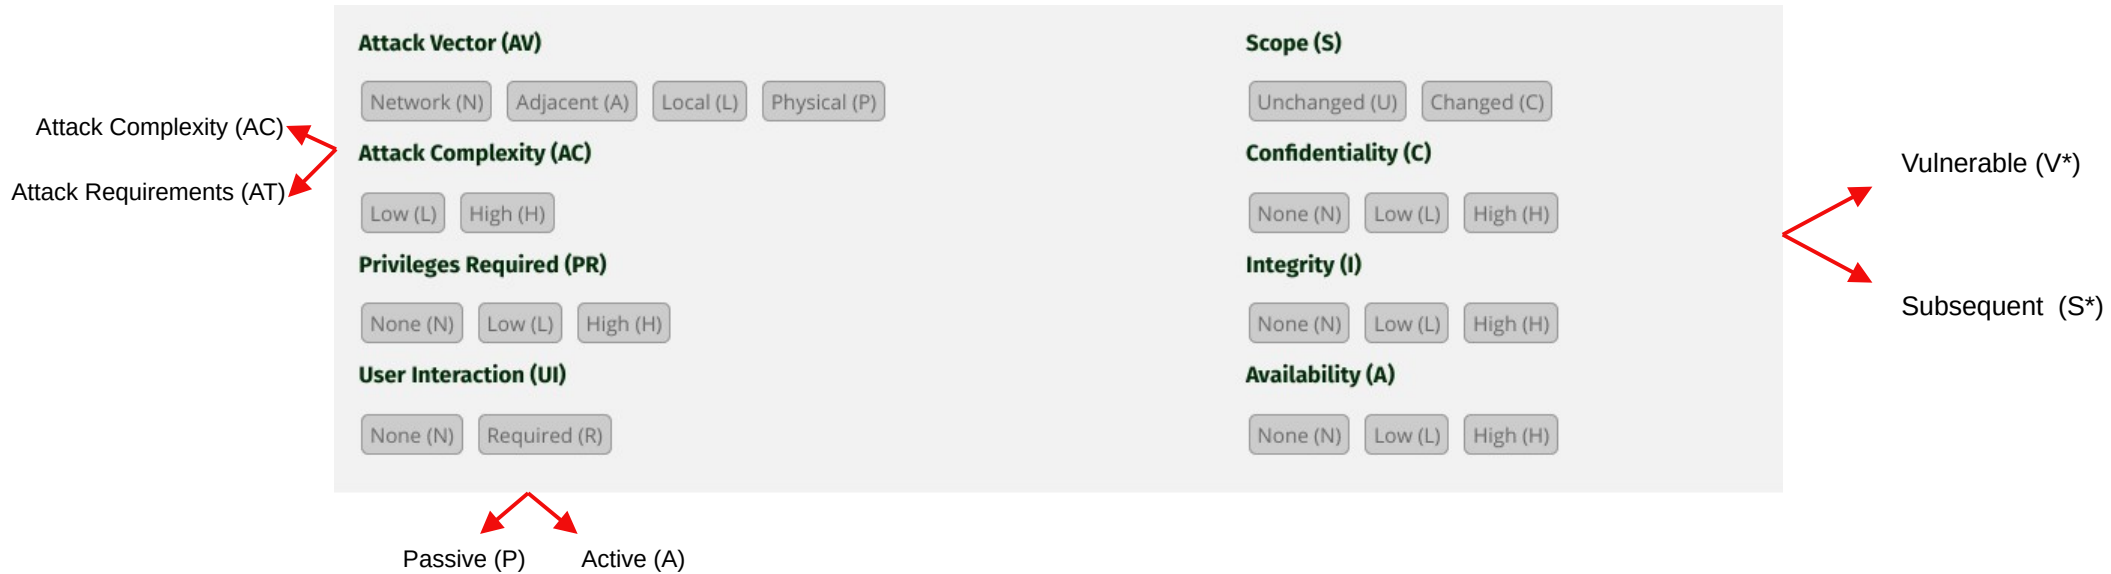 Attack Vector (AV)
Network (N) Adjacent (A) Local (L) Physical (P)
Attack Complexity (AC)
Low (L) High (H)
Privileges Required (PR)
None (N) Low (L) High (H)
User Interaction (UI)
None (N) Required (R)
Scope (S)
Unchanged (U) Changed (C)
Confidentiality (C)
None (N) Low (L) High (H)
Integrity (I)
None (N) Low (L) High (H)
Availability (A)
None (N) Low (L) High (H)
Attack Complexity (AC)
Attack Requirements (AT)
Vulnerable (V*)
Subsequent (S*)
Passive (P) Active (A)